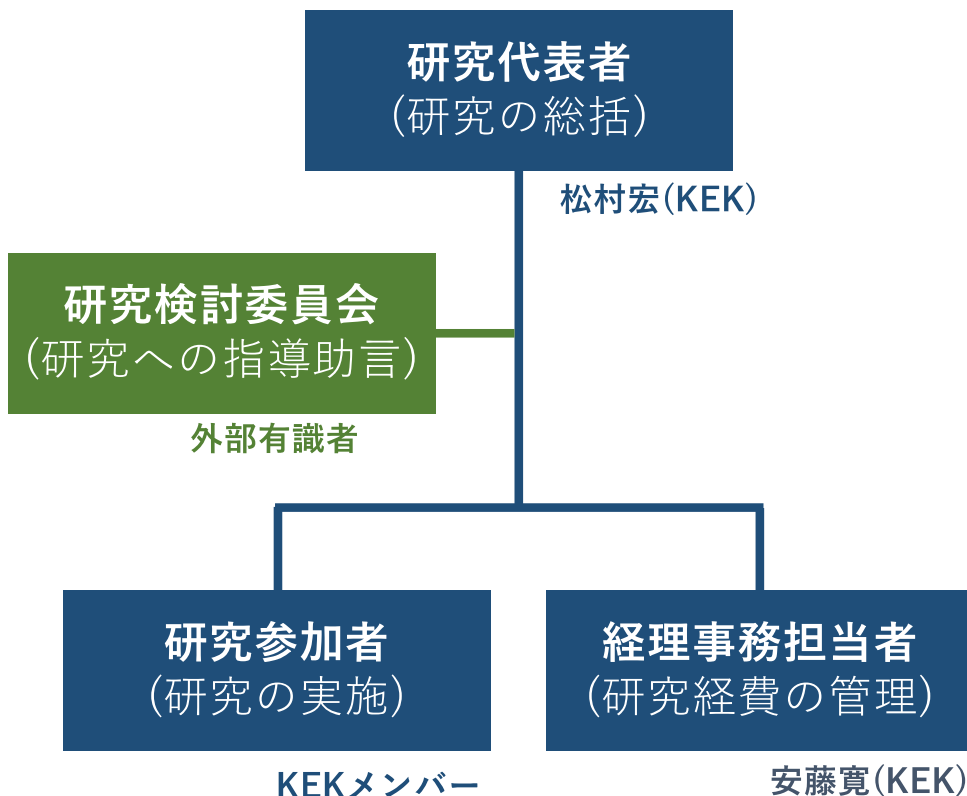 研究代表者
(研究の総括)
松村宏(KEK)
研究検討委員会
(研究への指導助言)
外部有識者
研究参加者
(研究の実施)
KEKメンバー
経理事務担当者
(研究経費の管理)
安藤寛(KEK)